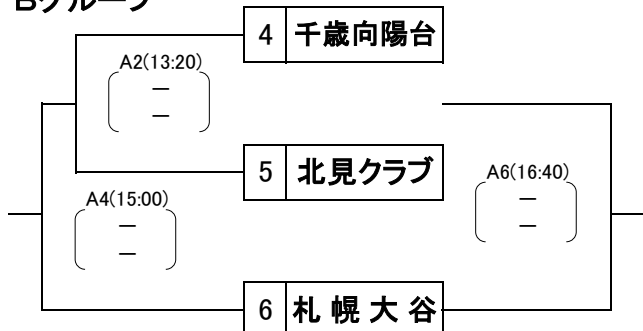 Bグループ
4 千歳向陽台
A2(13:20)
－
－
5 北見クラブ
A6(16:40)
－
－
A4(15:00)
－
－
6 札幌大谷